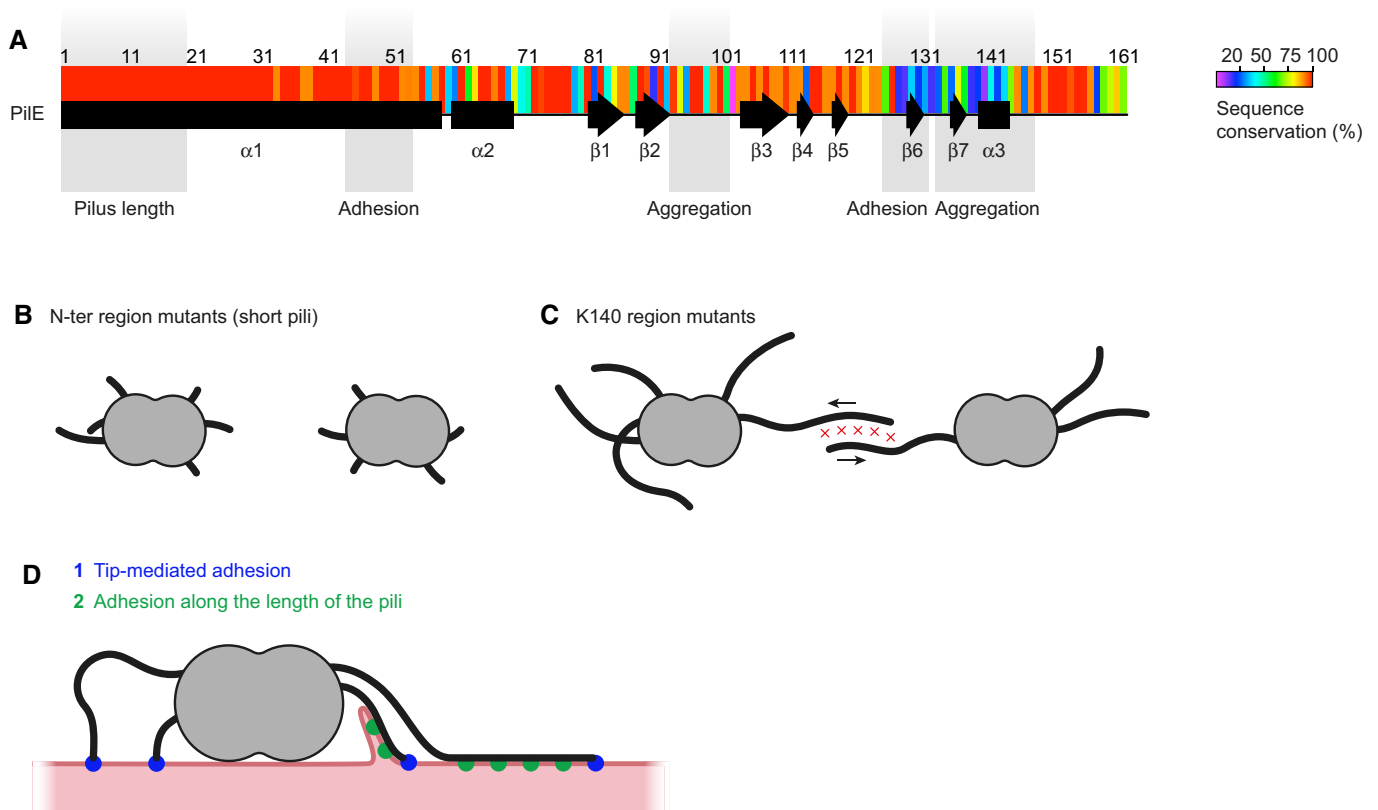 A
1 11 21 31 41 51 61 71 81 91 101 111 121 131 141 151 161
20 50 75 100
Sequence
conservation (%)
PilE
α1 α2 β1 β2 β3 β4 β5 β6 β7 α3
Pilus length Adhesion Aggregation Adhesion Aggregation
B N-ter region mutants (short pili)
C K140 region mutants
D 1 Tip-mediated adhesion
2 Adhesion along the length of the pili